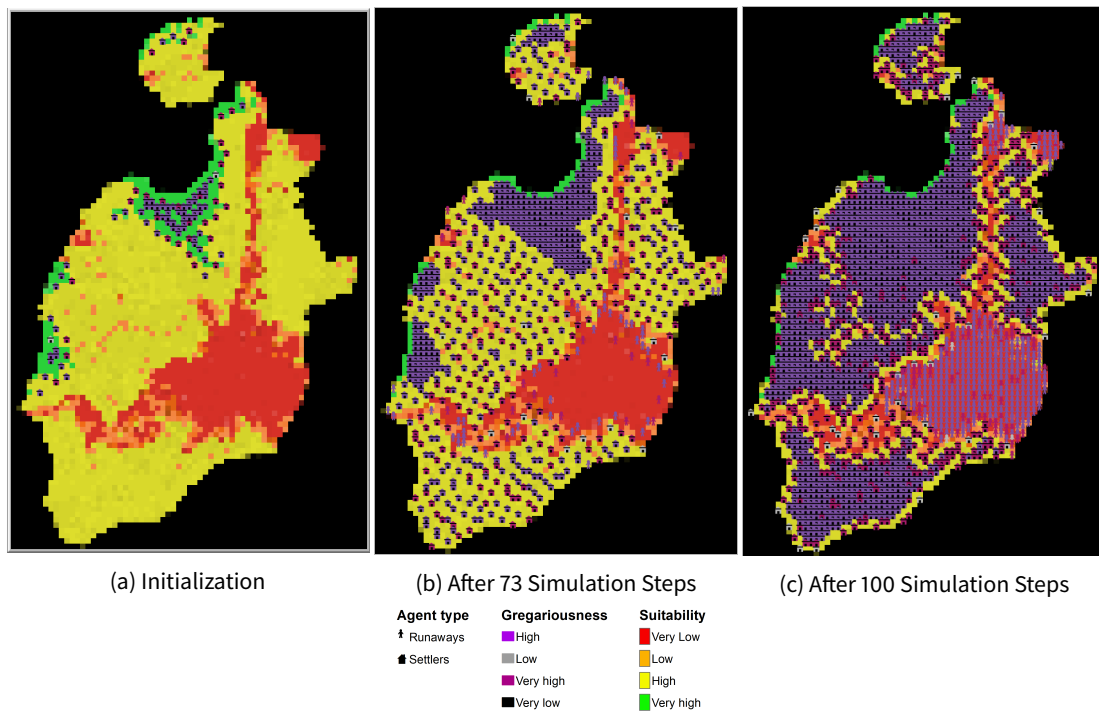 (a) Initialization
(b) After 73 Simulation Steps
(c) After 100 Simulation Steps
Agent type
Runaways
Settlers
Gregariousness
High
Low
Very high
Very low
Suitability
Very Low
Low
High
Very high